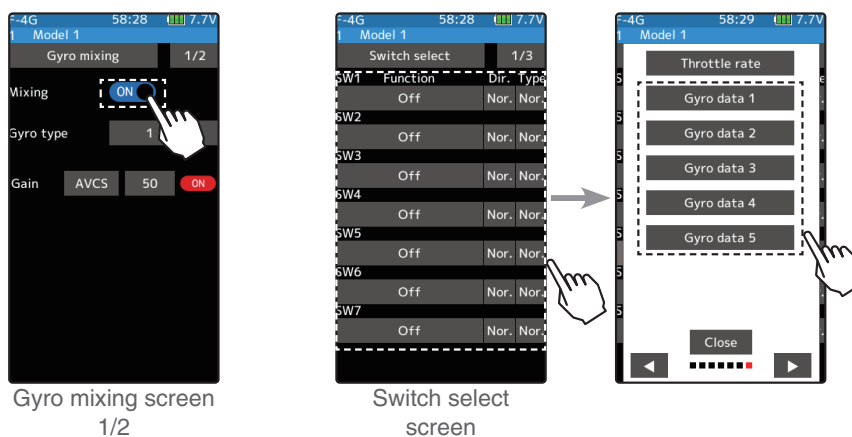 F-4G 58:28 7.7V
1 Model 1
Gyro mixing 1/2
Mixing ON
Gyro type 1
Gain AVCS 50 ON
Gyro mixing screen
1/2
F-4G 58:28 7.7V
1 Model 1
Switch select 1/3
SW1 Function Dir. Type
Off Nor. Nor.
SW2
Off Nor. Nor.
SW3
Off Nor. Nor.
SW4
Off Nor. Nor.
SW5
Off Nor. Nor.
SW6
Off Nor. Nor.
SW7
Off Nor. Nor.
Switch select
screen
-4G 58:29 7.7V
1 Model 1
Throttle rate
Gyro data 1
Gyro data 2
Gyro data 3
Gyro data 4
Gyro data 5
Close